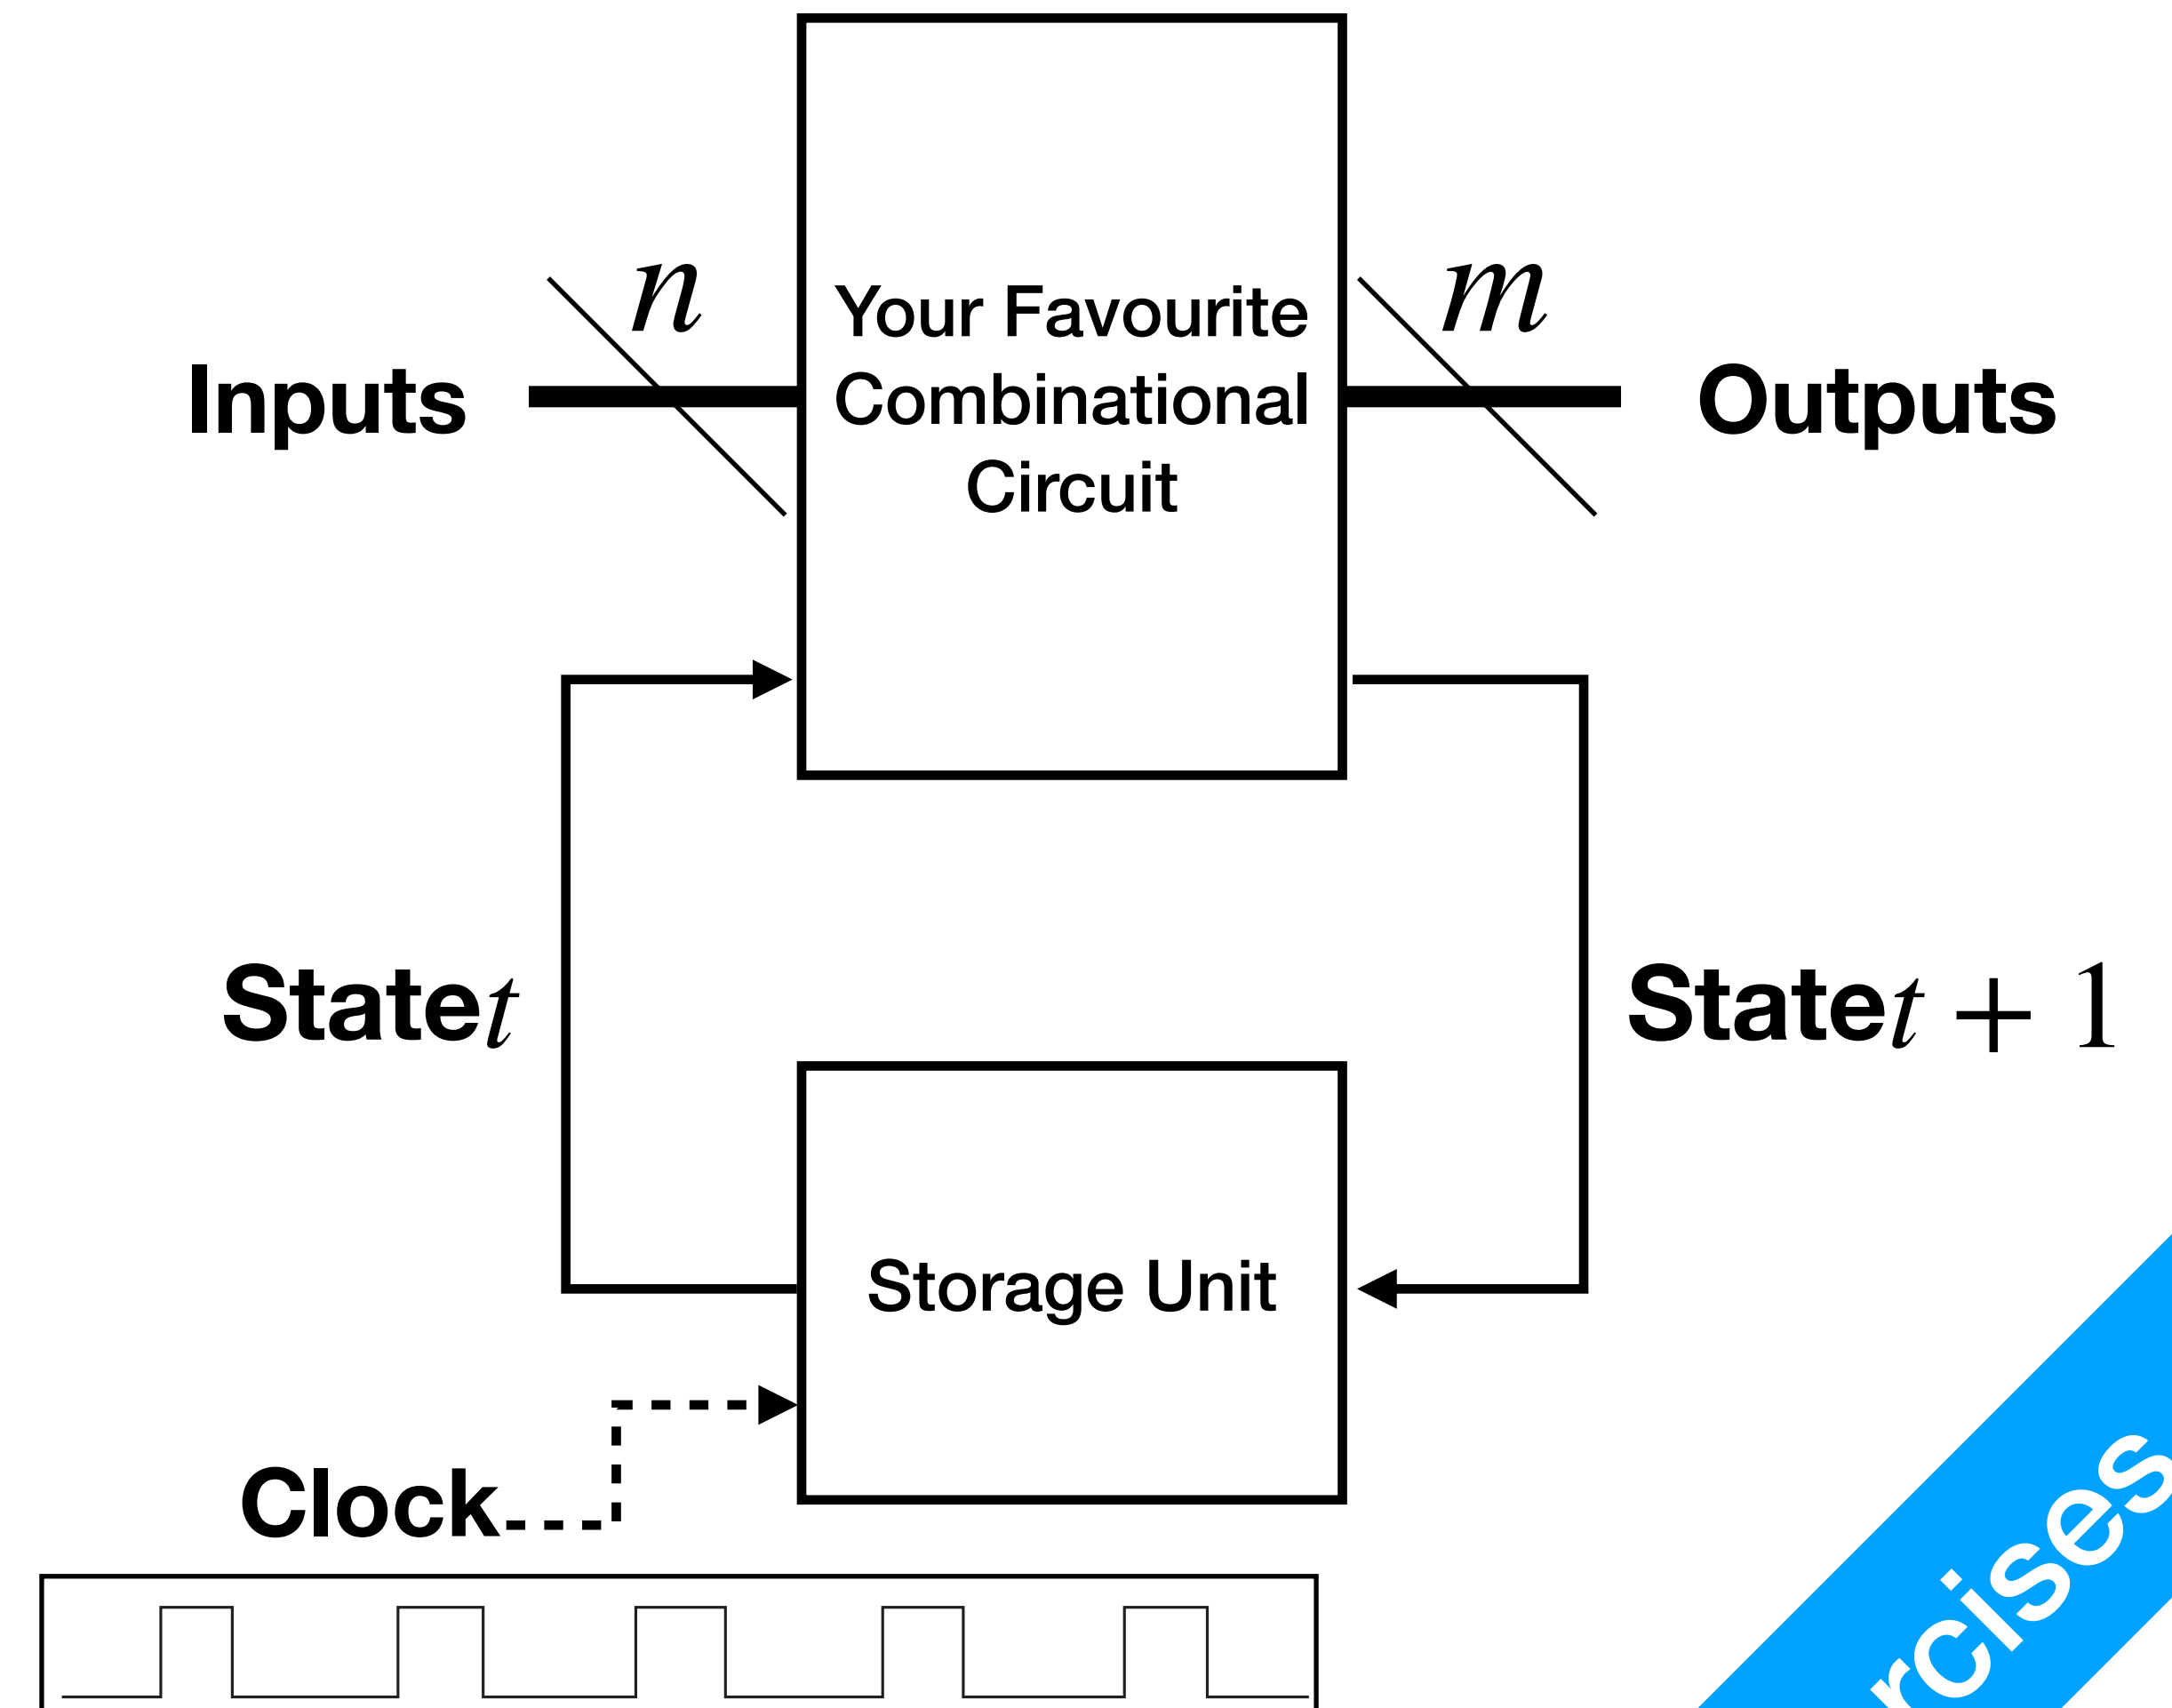 n
m
Your Favourite
Combinational
Circuit
Inputs
Outputs
State t
State t + 1
Storage Unit
Clock
rcises